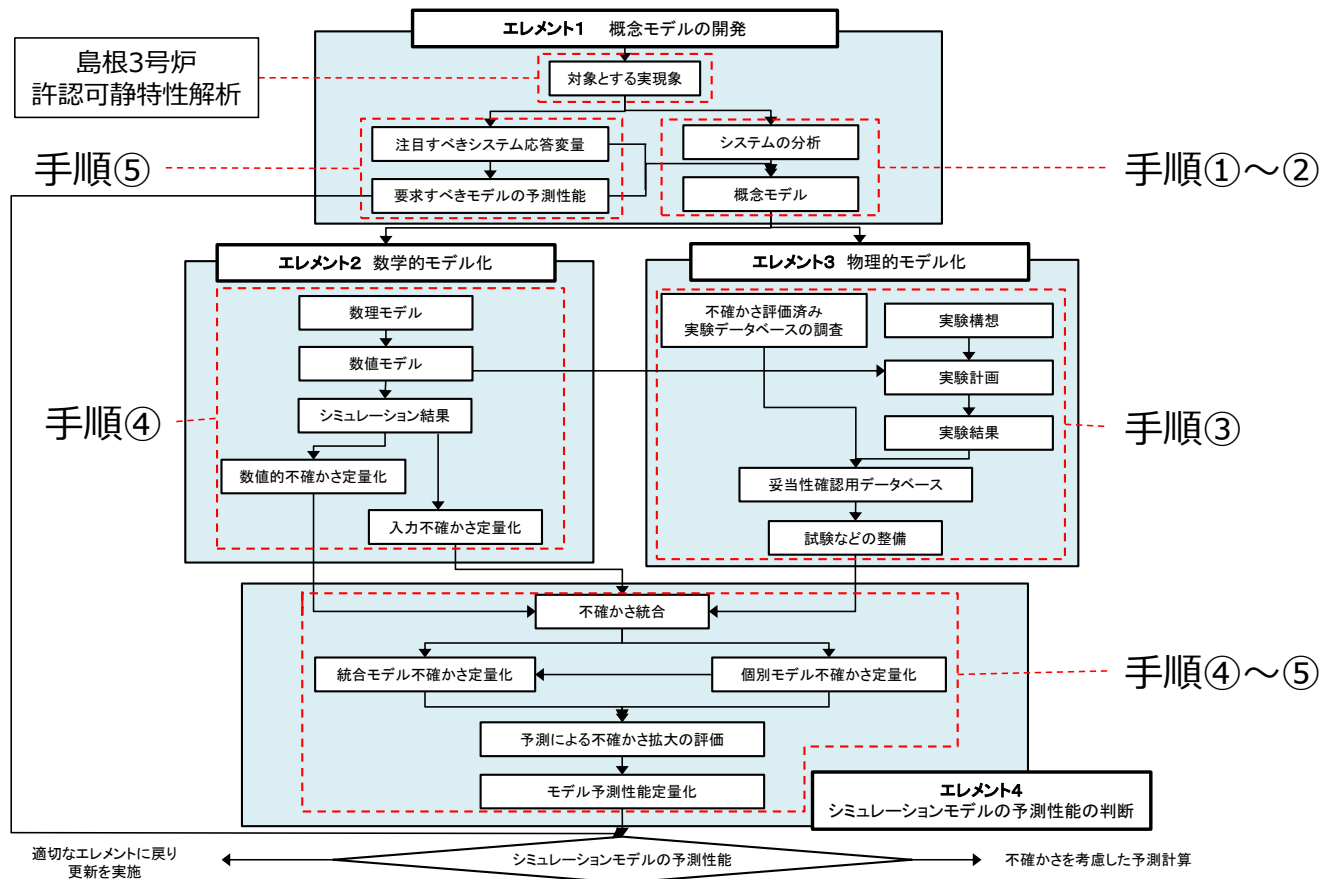 エレメント1 概念モデルの開発
島根3号炉
許認可静特性解析
対象とする実現象
注目すべきシステム応答変量
システムの分析
手順⑤
手順①~②
要求すべきモデルの予測性能
概念モデル
エレメント2 数学的モデル化
エレメント3 物理的モデル化
数理モデル
不確かさ評価済み
実験データベースの調査
実験構想
数値モデル
実験計画
シミュレーション結果
手順④
手順③
実験結果
数値的不確かさ定量化
妥当性確認用データベース
入力不確かさ定量化
試験などの整備
不確かさ統合
統合モデル不確かさ定量化
個別モデル不確かさ定量化
手順④~⑤
予測による不確かさ拡大の評価
モデル予測性能定量化
エレメント4
シミュレーションモデルの予測性能の判断
適切なエレメントに戻り
更新を実施
シミュレーションモデルの予測性能
不確かさを考慮した予測計算